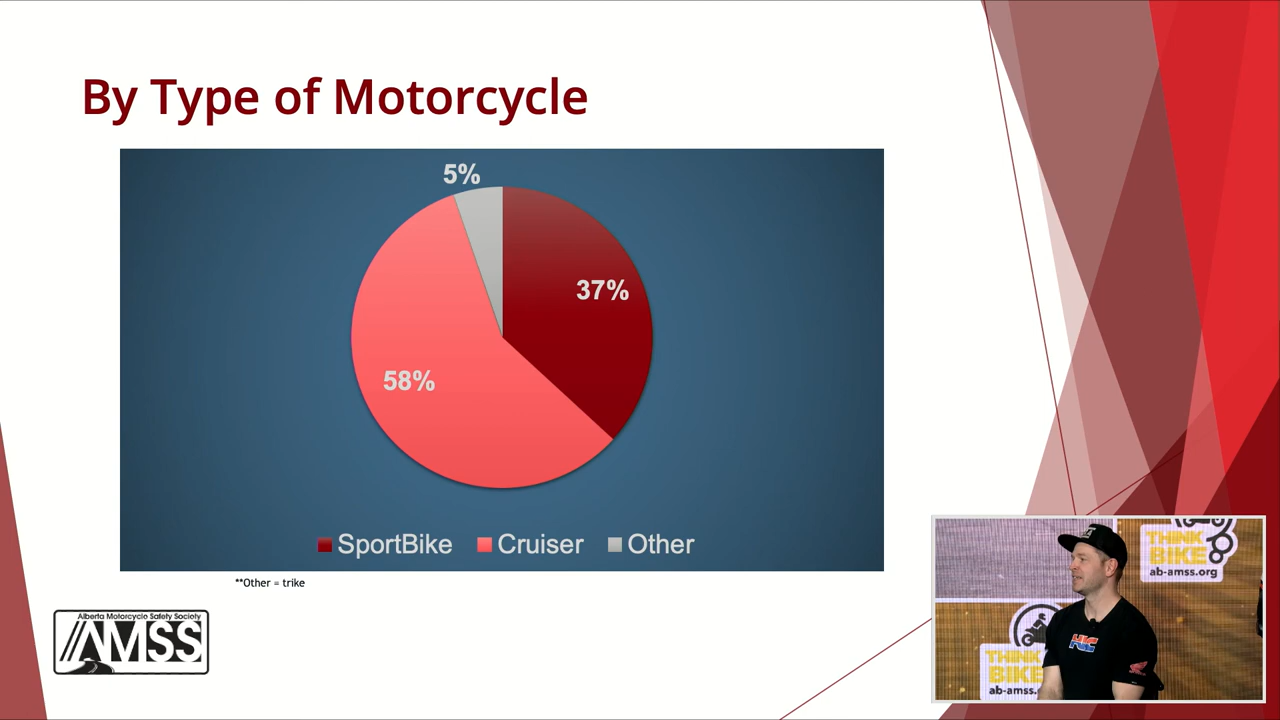 By Type of Motorcycle
5%
37%
58%
SportBike Cruiser Other
**Other = trike
Alberta Motorcycle Safety Society
AMSS
THINK
BIKE
ab-amss.org
THINK
BIKE
ab-amss.o